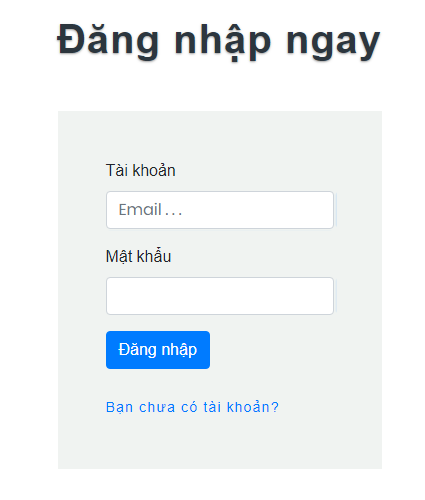 Đăng nhập ngay
Tài khoản
Email...
Mật khẩu
Đăng nhập
Bạn chưa có tài khoản?